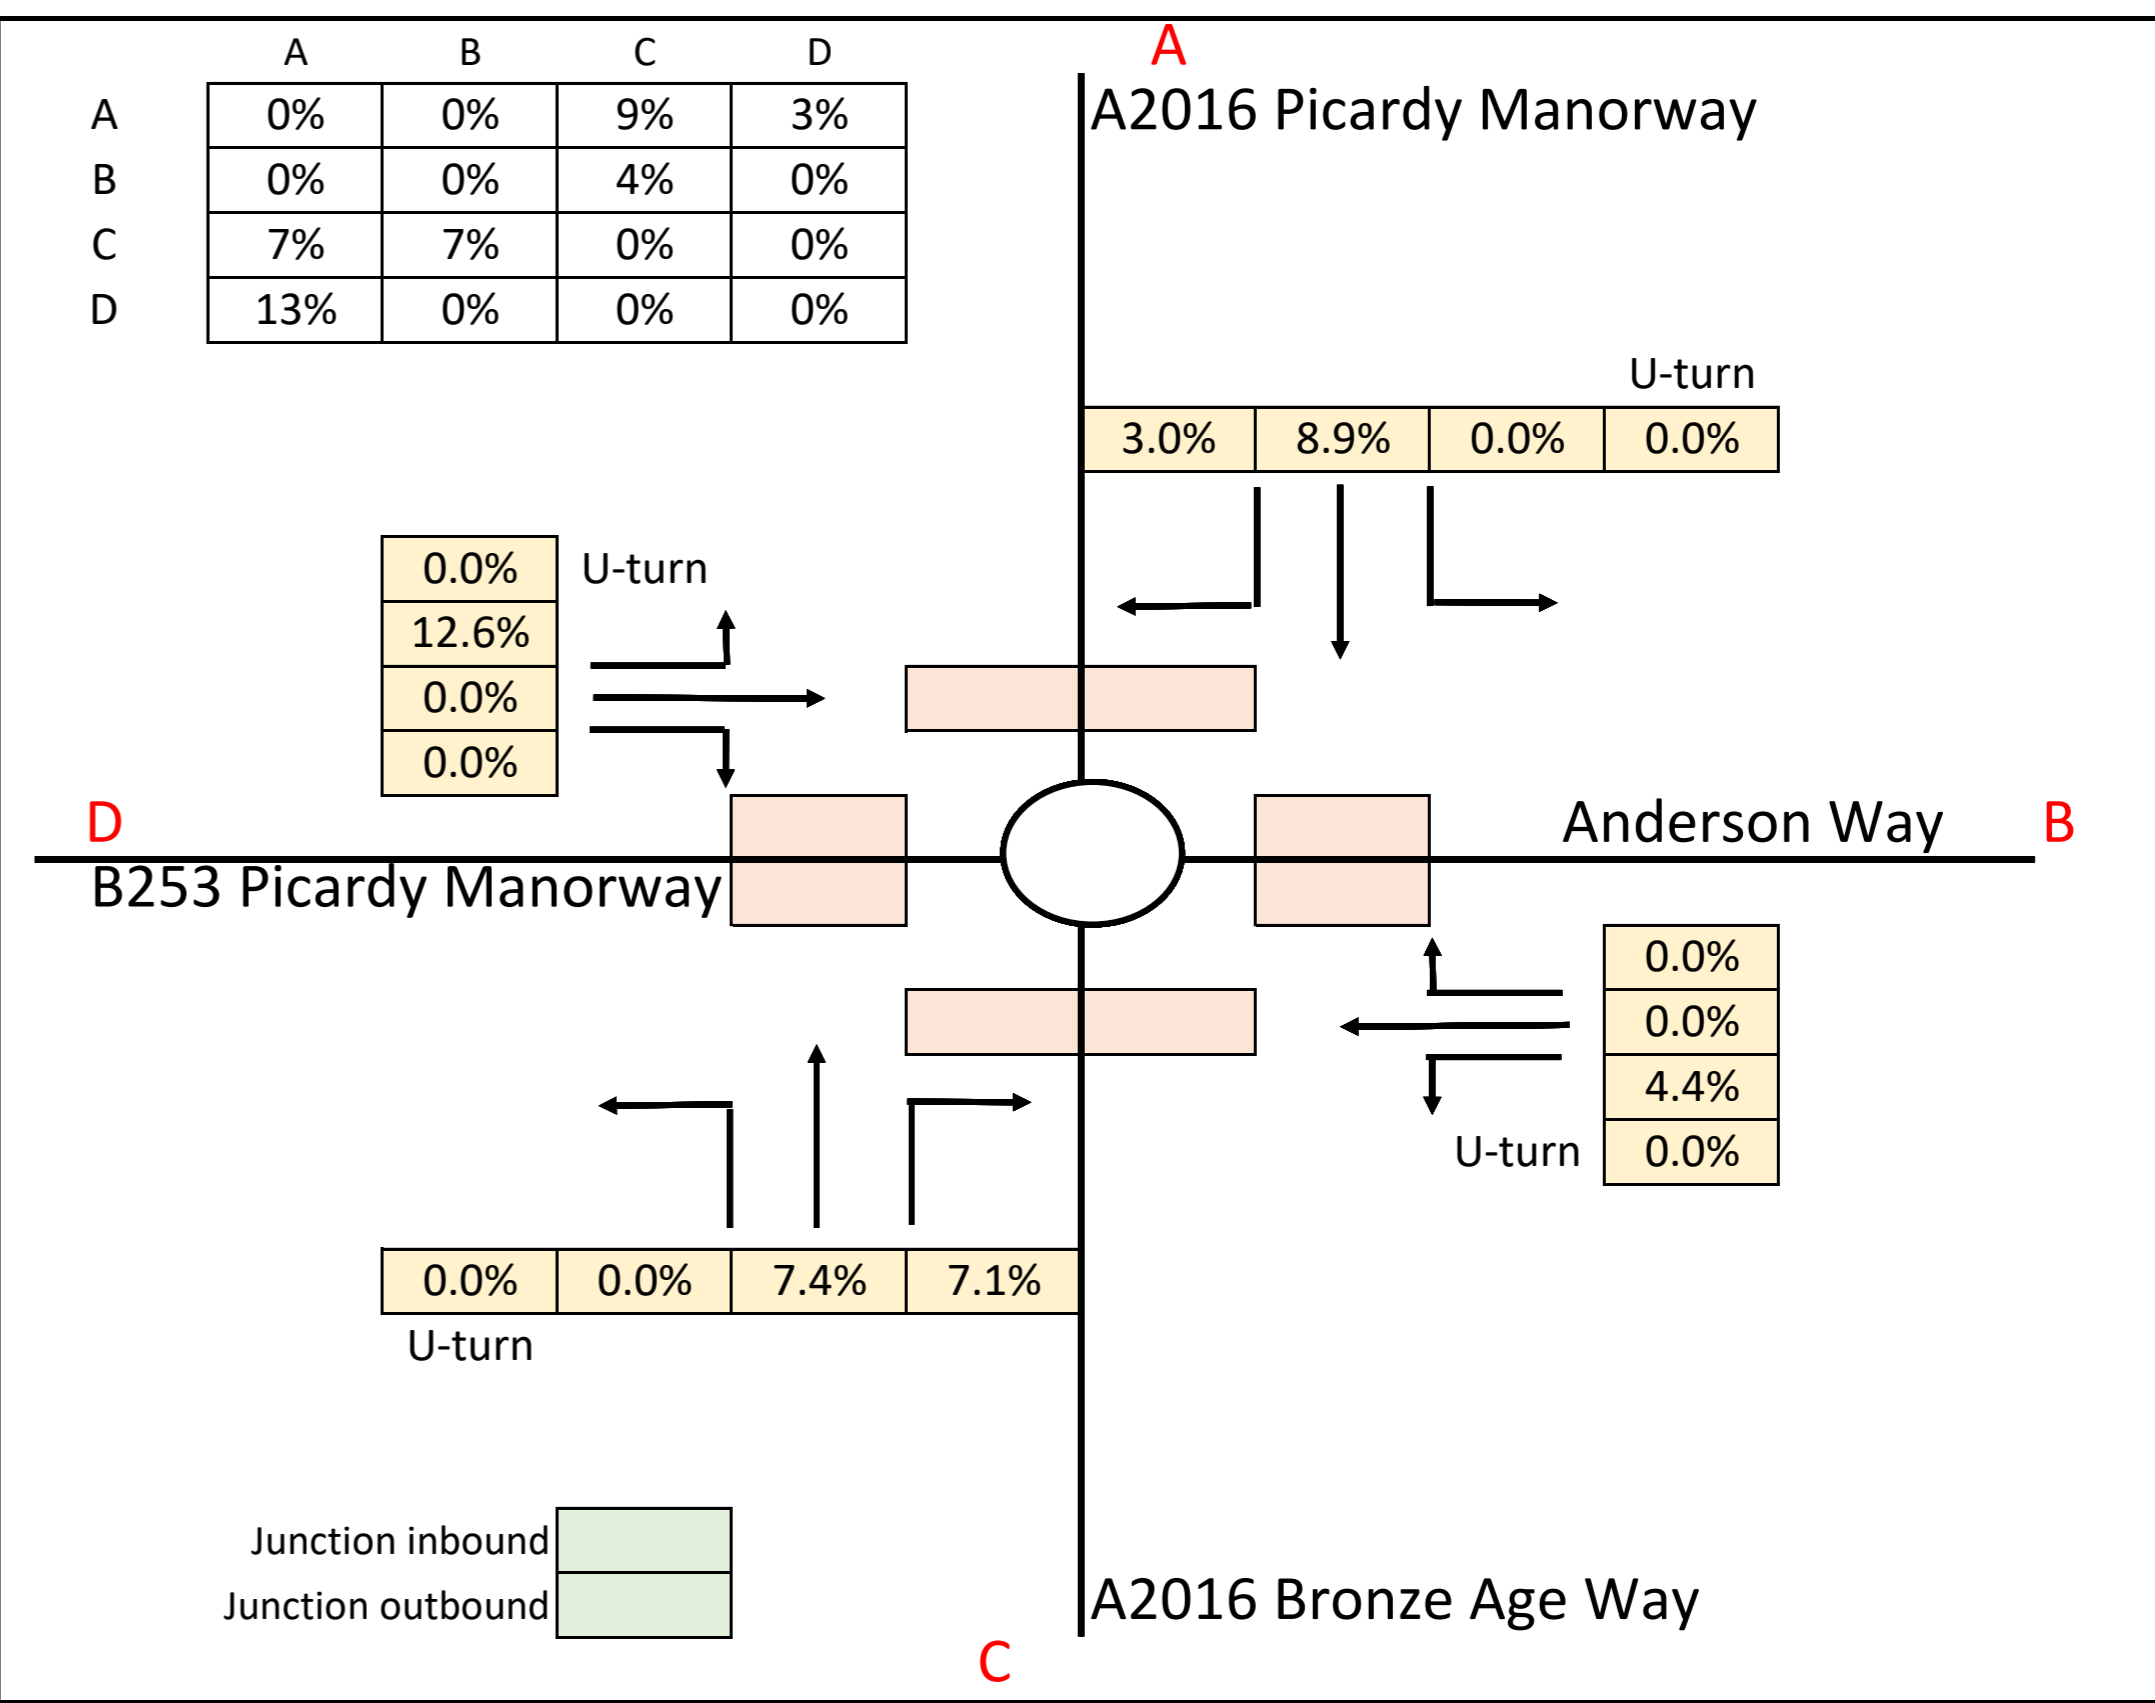 A B C D
A 0% 0% 9% 3%
B 0% 0% 4% 0%
C 7% 7% 0% 0%
D 13% 0% 0% 0%
A
A2016 Picardy Manorway
U-turn
3.0% 8.9% 0.0% 0.0%
0.0% U-turn
12.6%
0.0%
0.0%
D
B253 Picardy Manorway
Anderson Way B
0.0%
0.0%
4.4%
U-turn 0.0%
0.0% 0.0% 7.4% 7.1%
U-turn
Junction inbound
Junction outbound
A2016 Bronze Age Way
C